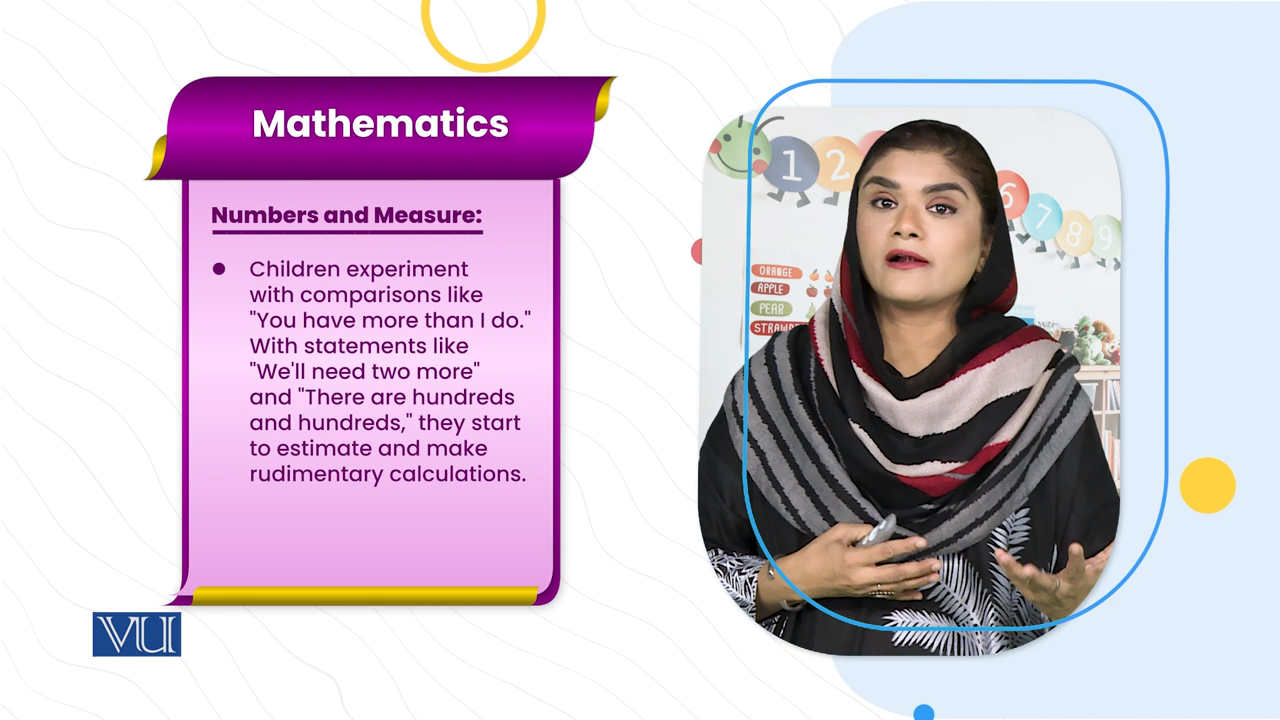 Mathematics
Numbers and Measure:
Children experiment
with comparisons like
"You have more than I do."
With statements like
"We'll need two more"
and "There are hundreds
and hundreds," they start
to estimate and make
rudimentary calculations.
1 2
6 7 8 9
ORANGE
APPLE
PEAR
VU